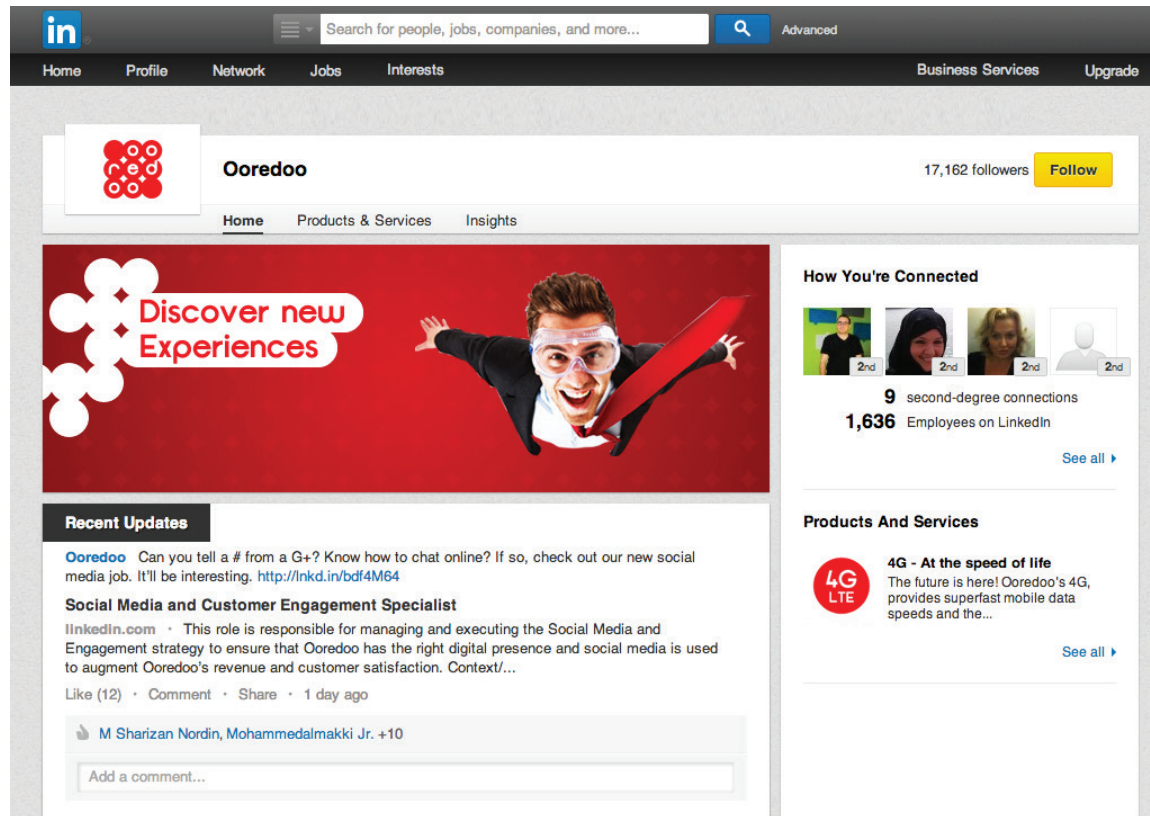 in
Search for people, jobs, companies, and more...
Advanced
Home Profile Network Jobs Interests Business Services Upgrade
ooredoo
Ooredoo
17,162 followers Follow
Home Products & Services Insights
Discover new
Experiences
How You're Connected
2nd 2nd 2nd 2nd
9 second-degree connections
1,636 Employees on LinkedIn
See all
Recent Updates
Ooredoo Can you tell a # from a G+? Know how to chat online? If so, check out our new social
media job. It'll be interesting. http://lnkd.in/bdf4M64
Social Media and Customer Engagement Specialist
linkedin.com · This role is responsible for managing and executing the Social Media and
Engagement strategy to ensure that Ooredoo has the right digital presence and social media is used
to augment Ooredoo's revenue and customer satisfaction. Context/...
Like (12) · Comment · Share · 1 day ago
M Sharizan Nordin, Mohammedalmakki Jr. +10
Add a comment...
Products And Services
4G
LTE
4G - At the speed of life
The future is here! Ooredoo's 4G,
provides superfast mobile data
speeds and the...
See all